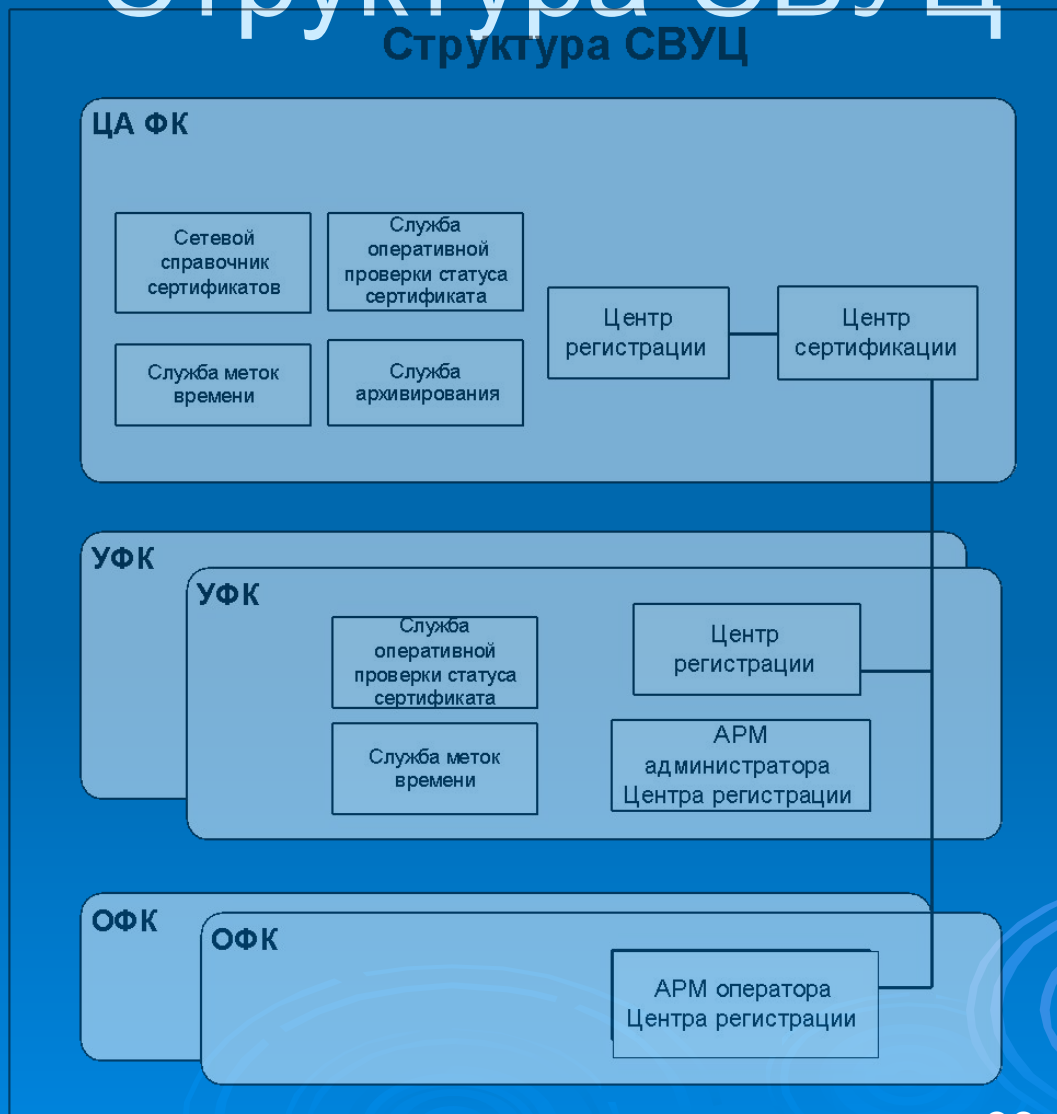 Структура СВУЦ
Структура СВУЦ
ЦА ФК
Сетевой
справочник
сертификатов
Служба
оперативной
проверки статуса
сертификата
Служба меток
времени
Служба
архивирования
Центр
регистрации
Центр
сертификации
УФК
УФК
Служба
оперативной
проверки статуса
сертификата
Служба меток
времени
Центр
регистрации
АРМ
администратора
Центра регистрации
ОФК
ОФК
АРМ оператора
Центра регистрации